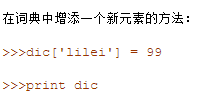 在词典中增添一个新元素的方法：
>>>dic['lilei'] = 99
>>>print dic